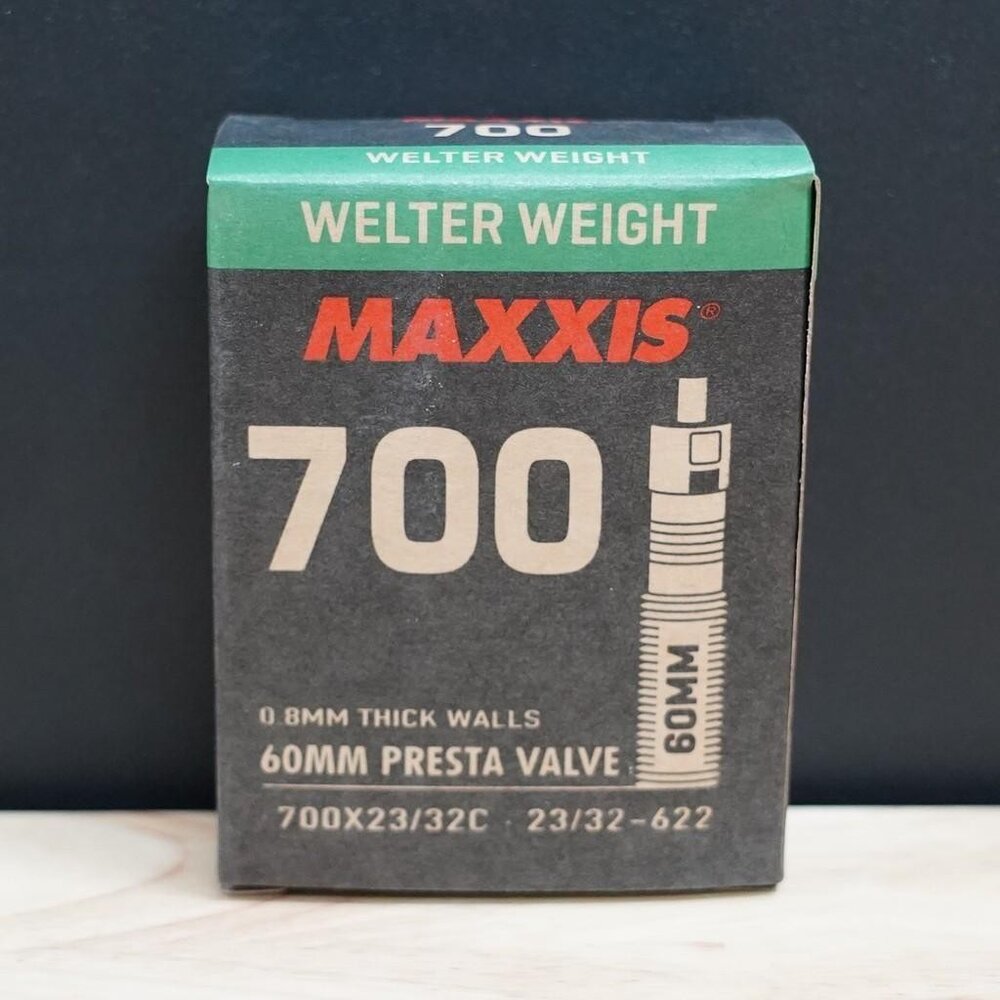 MAXXIS
700
WELTER WEIGHT
WELTER WEIGHT
MAXXIS®
700
60MM
0.8MM THICK WALLS
60MM PRESTA VALVE
700X23/32C 23/32-622